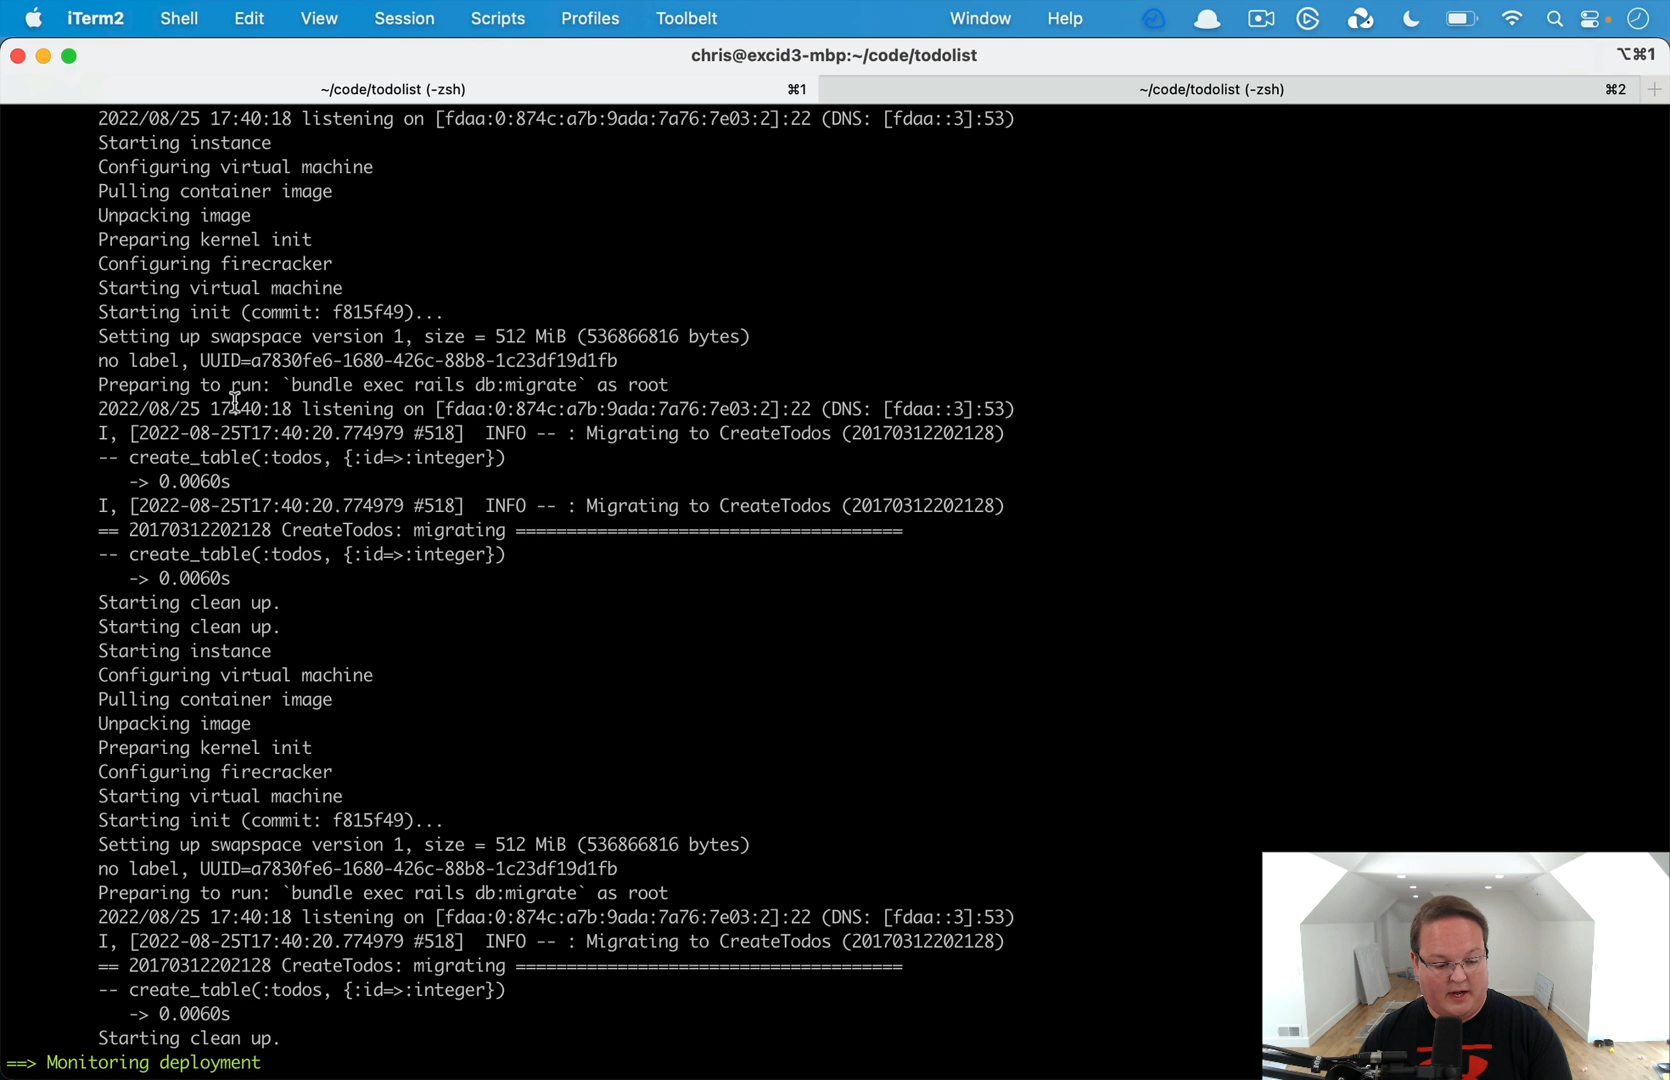 iTerm2 Shell Edit View Session Scripts Profiles Toolbelt Window Help
chris@excid3-mbp:~/code/todolist ⌥⌘1
~/code/todolist (-zsh) ⌘1 ~/code/todolist (-zsh) ⌘2
2022/08/25 17:40:18 listening on [fdaa:0:874c:a7b:9ada:7a76:7e03:2]:22 (DNS: [fdaa::3]:53)
Starting instance
Configuring virtual machine
Pulling container image
Unpacking image
Preparing kernel init
Configuring firecracker
Starting virtual machine
Starting init (commit: f815f49)...
Setting up swapspace version 1, size = 512 MiB (536866816 bytes)
no label, UUID=a7830fe6-1680-426c-88b8-1c23df19d1fb
Preparing to run: `bundle exec rails db:migrate` as root
2022/08/25 17:40:18 listening on [fdaa:0:874c:a7b:9ada:7a76:7e03:2]:22 (DNS: [fdaa::3]:53)
I, [2022-08-25T17:40:20.774979 #518]  INFO -- : Migrating to CreateTodos (20170312202128)
-- create_table(:todos, {:id=>:integer})
   -> 0.0060s
I, [2022-08-25T17:40:20.774979 #518]  INFO -- : Migrating to CreateTodos (20170312202128)
== 20170312202128 CreateTodos: migrating ======================================
-- create_table(:todos, {:id=>:integer})
   -> 0.0060s
Starting clean up.
Starting clean up.
Starting instance
Configuring virtual machine
Pulling container image
Unpacking image
Preparing kernel init
Configuring firecracker
Starting virtual machine
Starting init (commit: f815f49)...
Setting up swapspace version 1, size = 512 MiB (536866816 bytes)
no label, UUID=a7830fe6-1680-426c-88b8-1c23df19d1fb
Preparing to run: `bundle exec rails db:migrate` as root
2022/08/25 17:40:18 listening on [fdaa:0:874c:a7b:9ada:7a76:7e03:2]:22 (DNS: [fdaa::3]:53)
I, [2022-08-25T17:40:20.774979 #518]  INFO -- : Migrating to CreateTodos (20170312202128)
== 20170312202128 CreateTodos: migrating ======================================
-- create_table(:todos, {:id=>:integer})
   -> 0.0060s
Starting clean up.
==> Monitoring deployment